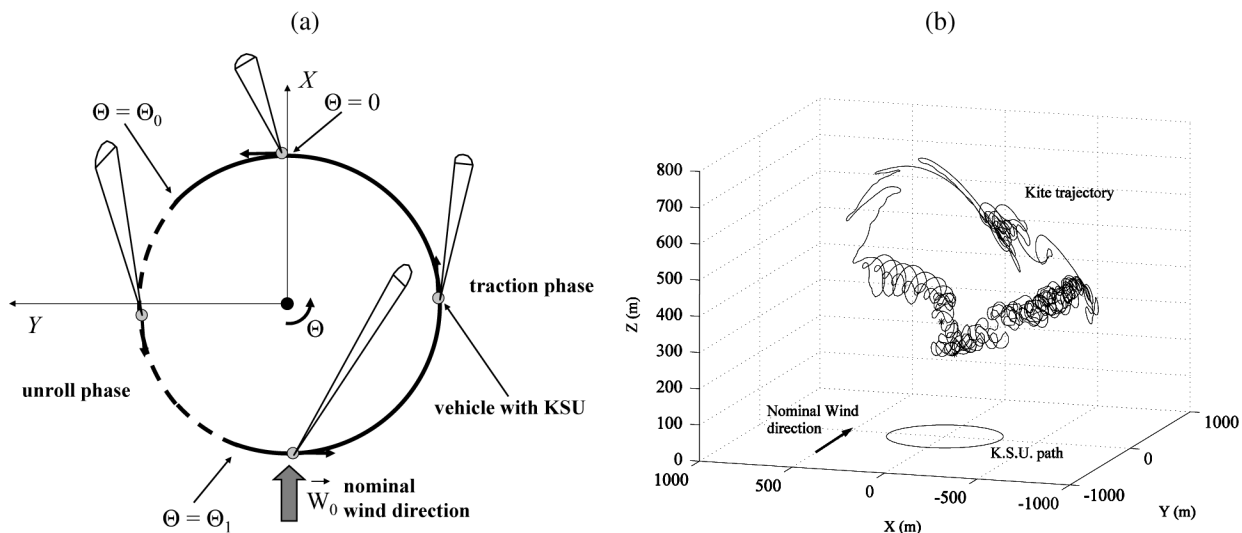 (a)
X
Θ = Θ0
Θ = 0
Y
Θ
traction phase
unroll phase
vehicle with KSU
W0
nominal
wind direction
Θ = Θ1
(b)
800
700
600
500
400
300
200
100
0
Z (m)
Kite trajectory
Nominal Wind
direction
K.S.U. path
1000
500
0
-500
-1000
X (m)
-1000
0
1000
Y (m)